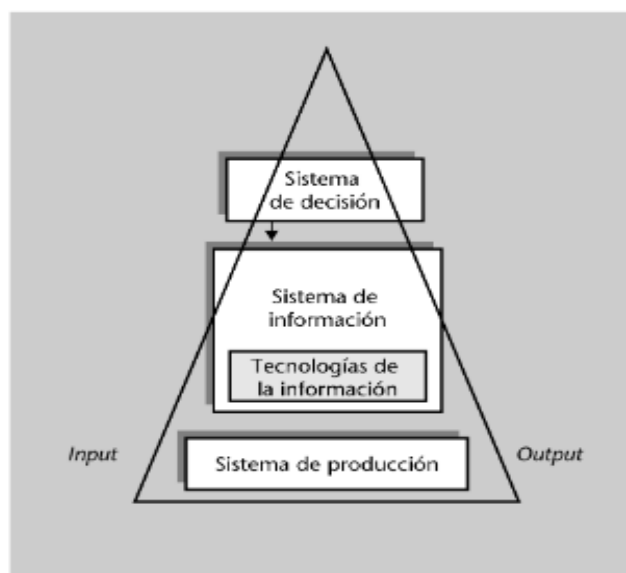 Sistema
de decisión
Sistema de
información
Tecnologías de
la información
Input
Sistema de producción
Output